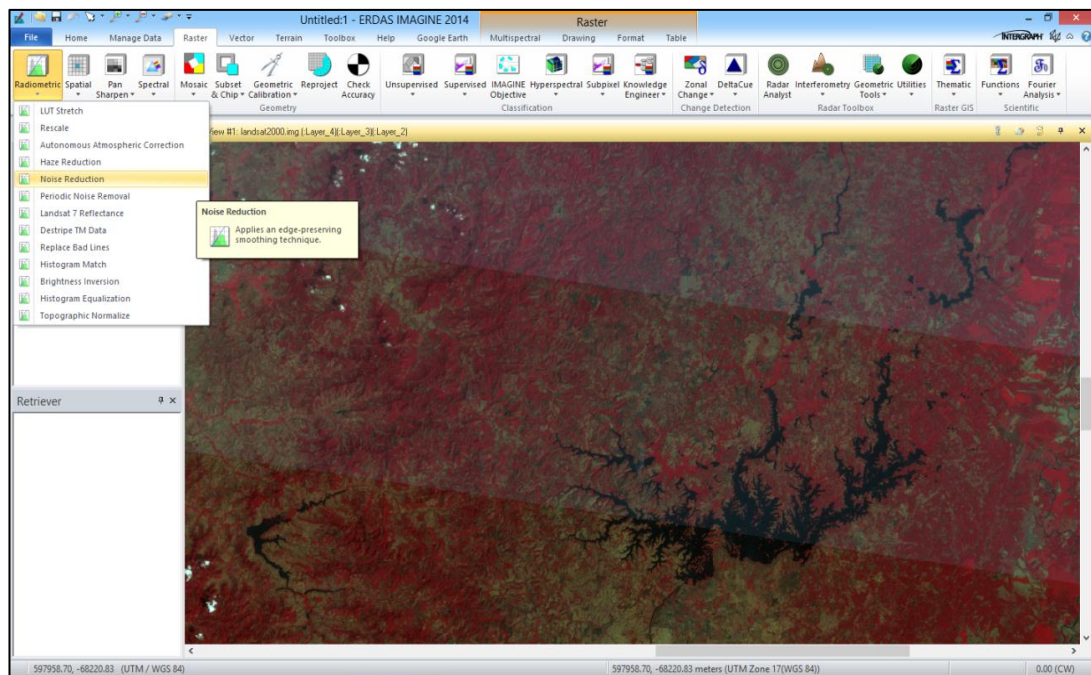 Untitled:1 - ERDAS IMAGINE 2014
Raster
File Home Manage Data Raster Vector Terrain Toolbox Help Google Earth Multispectral Drawing Format Table
INTERGRAPH
Radiometric Spatial Pan Sharpen Spectral Mosaic Subset & Chip Geometric Calibration Reproject Check Accuracy Unsupervised Supervised IMAGINE Objective Hyperspectral Subpixel Knowledge Engineer Zonal Change DeltaCue Radar Analyst Interferometry Geometric Tools Utilities Thematic Functions Fourier Analysis
Geometry Classification Change Detection Radar Toolbox Raster GIS Scientific
LUT Stretch
Rescale
Autonomous Atmospheric Correction
Haze Reduction
Noise Reduction
Periodic Noise Removal
Landsat 7 Reflectance
Destripe TM Data
Replace Bad Lines
Histogram Match
Brightness Inversion
Histogram Equalization
Topographic Normalize
View #1: landsat2000.img (:Layer_4)(:Layer_3)(:Layer_2)
Noise Reduction
Applies an edge-preserving
smoothing technique.
Retriever
597958.70, -68220.83 (UTM / WGS 84)
597958.70, -68220.83 meters (UTM Zone 17(WGS 84))
0.00 (CW)